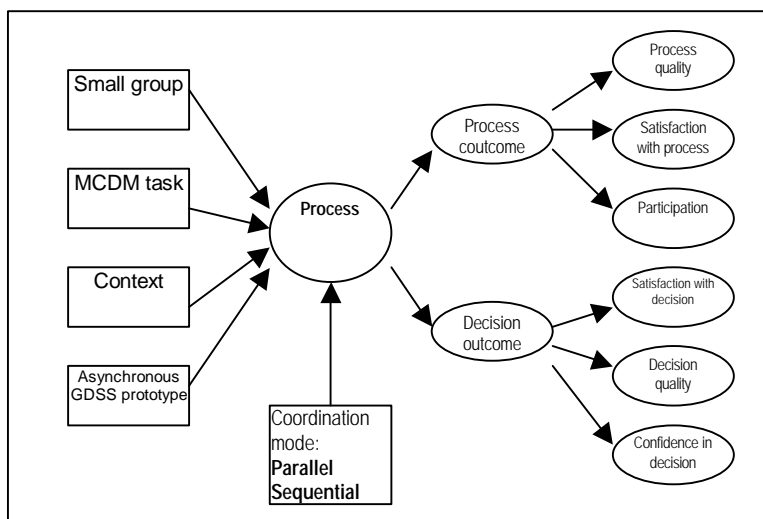 Small group
MCDM task
Context
Asynchronous
GDSS prototype
Process
Coordination
mode:
Parallel
Sequential
Process
coutcome
Decision
outcome
Process
quality
Satisfaction
with process
Participation
Satisfaction with
decision
Decision
quality
Confidence in
decision